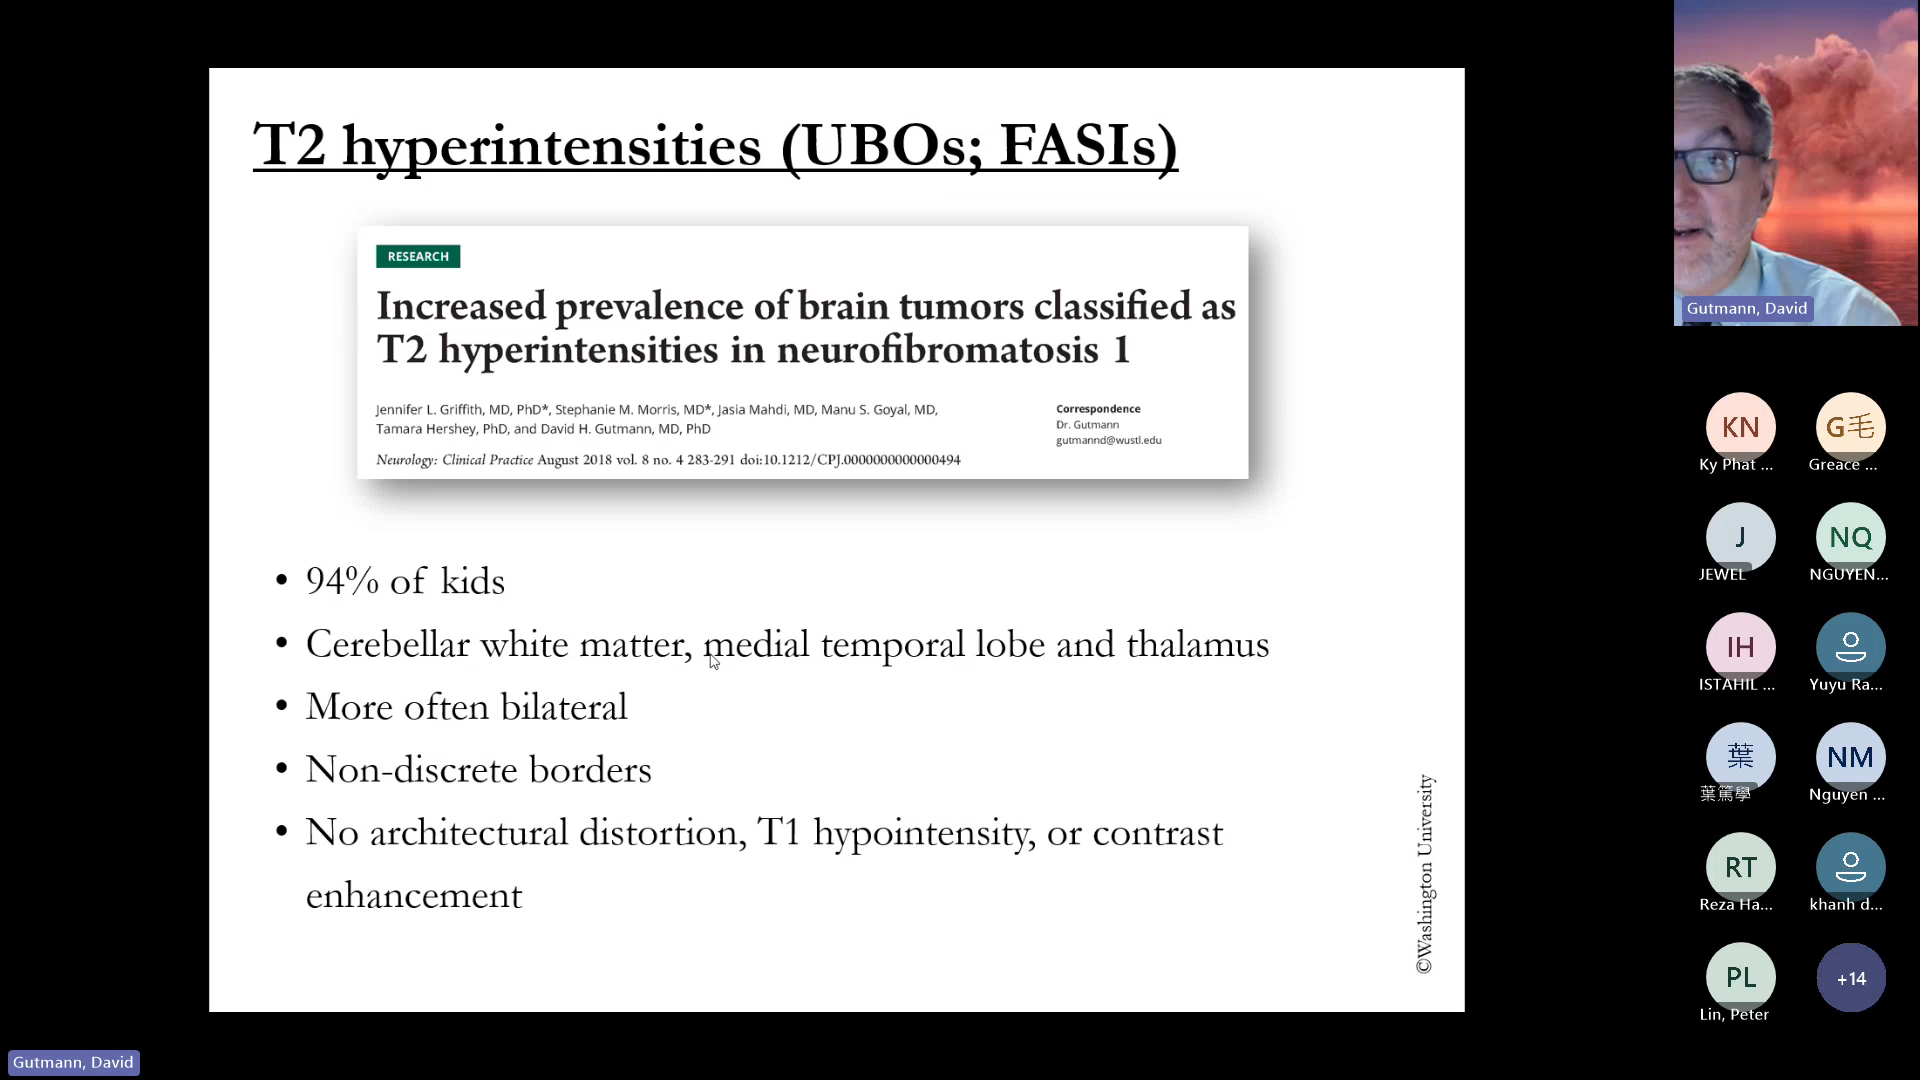 T2 hyperintensities (UBOs; FASIs)
RESEARCH
Increased prevalence of brain tumors classified as
T2 hyperintensities in neurofibromatosis 1
Jennifer L. Griffith, MD, PhD*, Stephanie M. Morris, MD*, Jasia Mahdi, MD, Manu S. Goyal, MD,
Tamara Hershey, PhD, and David H. Gutmann, MD, PhD
Neurology: Clinical Practice August 2018 vol. 8 no. 4 283-291 doi:10.1212/CPJ.0000000000000494
Correspondence
Dr. Gutmann
gutmannd@wustl.edu
• 94% of kids
• Cerebellar white matter, medial temporal lobe and thalamus
• More often bilateral
• Non-discrete borders
• No architectural distortion, T1 hypointensity, or contrast
enhancement
©Washington University
Gutmann, David
KN
Ky Phat ...
G毛
Greace ...
J
JEWEL
NQ
NGUYEN...
IH
ISTAHIL ...
Yuyu Ra...
葉
葉篤學
NM
Nguyen ...
RT
Reza Ha...
khanh d...
PL
Lin, Peter
+14
Gutmann, David